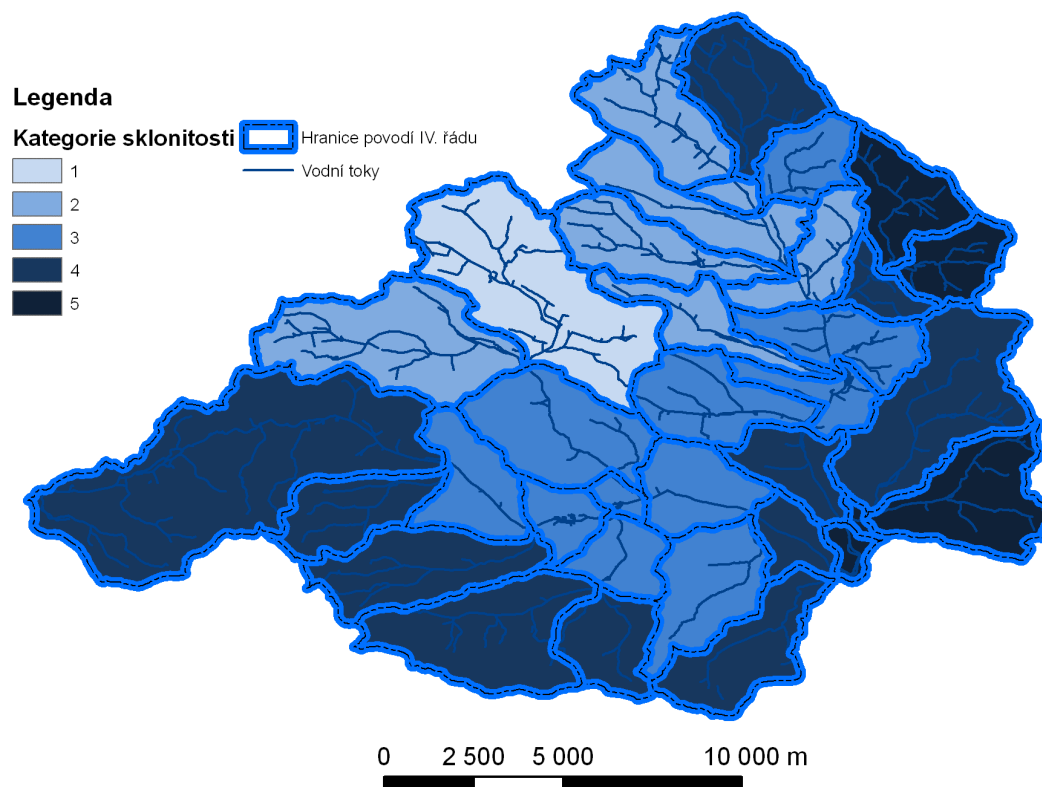 Legenda
Kategorie sklonitosti
1
2
3
4
5
Hranice povodí IV. řádu
Vodní toky
0 2 500 5 000 10 000 m